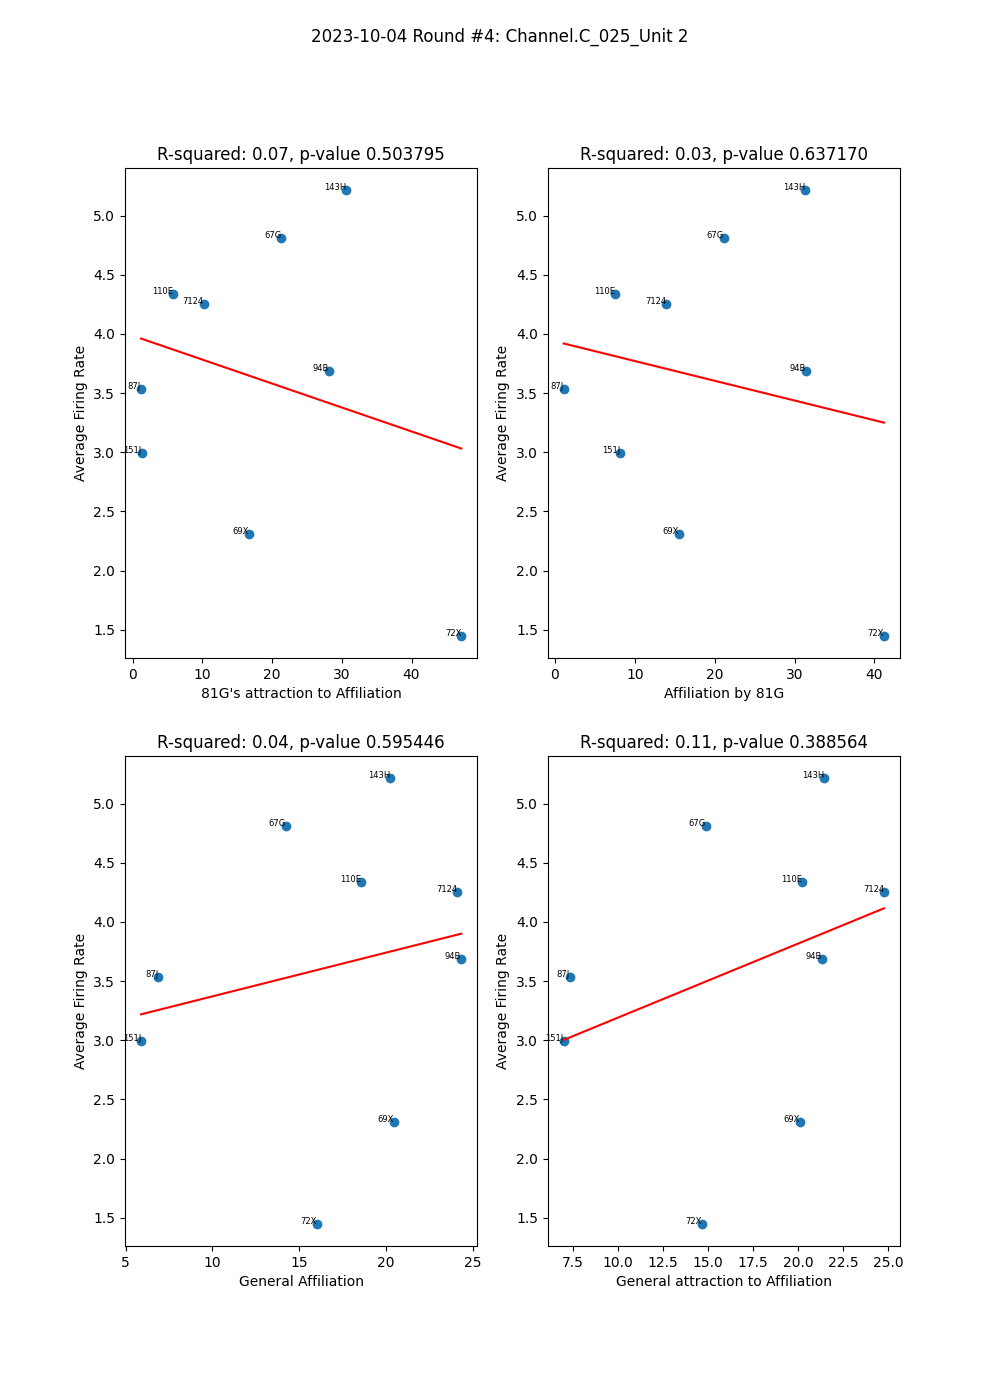 2023-10-04 Round #4: Channel.C_025_Unit 2
R-squared: 0.07, p-value 0.503795
143H
67G
110E
7124
94B
87J
151J
69X
72X
5.0
4.5
4.0
3.5
3.0
2.5
2.0
1.5
Average Firing Rate
0 10 20 30 40
81G's attraction to Affiliation
R-squared: 0.03, p-value 0.637170
143H
67G
110E
7124
94B
87J
151J
69X
72X
5.0
4.5
4.0
3.5
3.0
2.5
2.0
1.5
Average Firing Rate
0 10 20 30 40
Affiliation by 81G
R-squared: 0.04, p-value 0.595446
143H
67G
110E
7124
94B
87J
151J
69X
72X
5.0
4.5
4.0
3.5
3.0
2.5
2.0
1.5
Average Firing Rate
5 10 15 20 25
General Affiliation
R-squared: 0.11, p-value 0.388564
143H
67G
110E
7124
94B
87J
151J
69X
72X
5.0
4.5
4.0
3.5
3.0
2.5
2.0
1.5
Average Firing Rate
7.5 10.0 12.5 15.0 17.5 20.0 22.5 25.0
General attraction to Affiliation